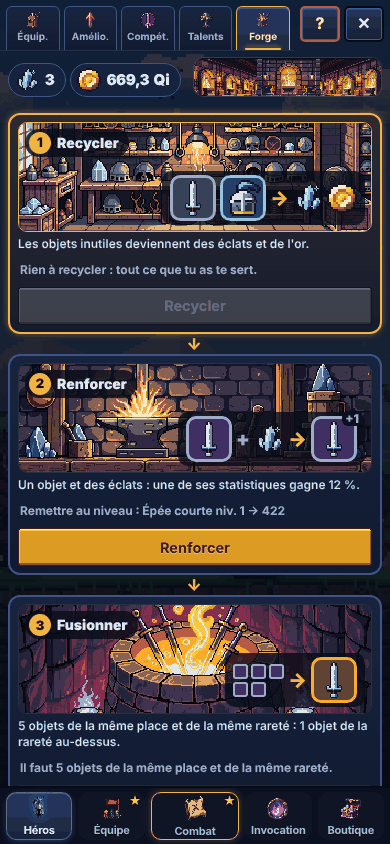 Équip.
Amélio.
Compét.
Talents
Forge
?
✕
3
669,3 Qi
1 Recycler
Les objets inutiles deviennent des éclats et de l'or.
Rien à recycler : tout ce que tu as te sert.
Recycler
2 Renforcer
+1
Un objet et des éclats : une de ses statistiques gagne 12 %.
Remettre au niveau : Épée courte niv. 1 → 422
Renforcer
3 Fusionner
5 objets de la même place et de la même rareté : 1 objet de la
rareté au-dessus.
Il faut 5 objets de la même place et de la même rareté.
Héros
Équipe
Combat
Invocation
Boutique